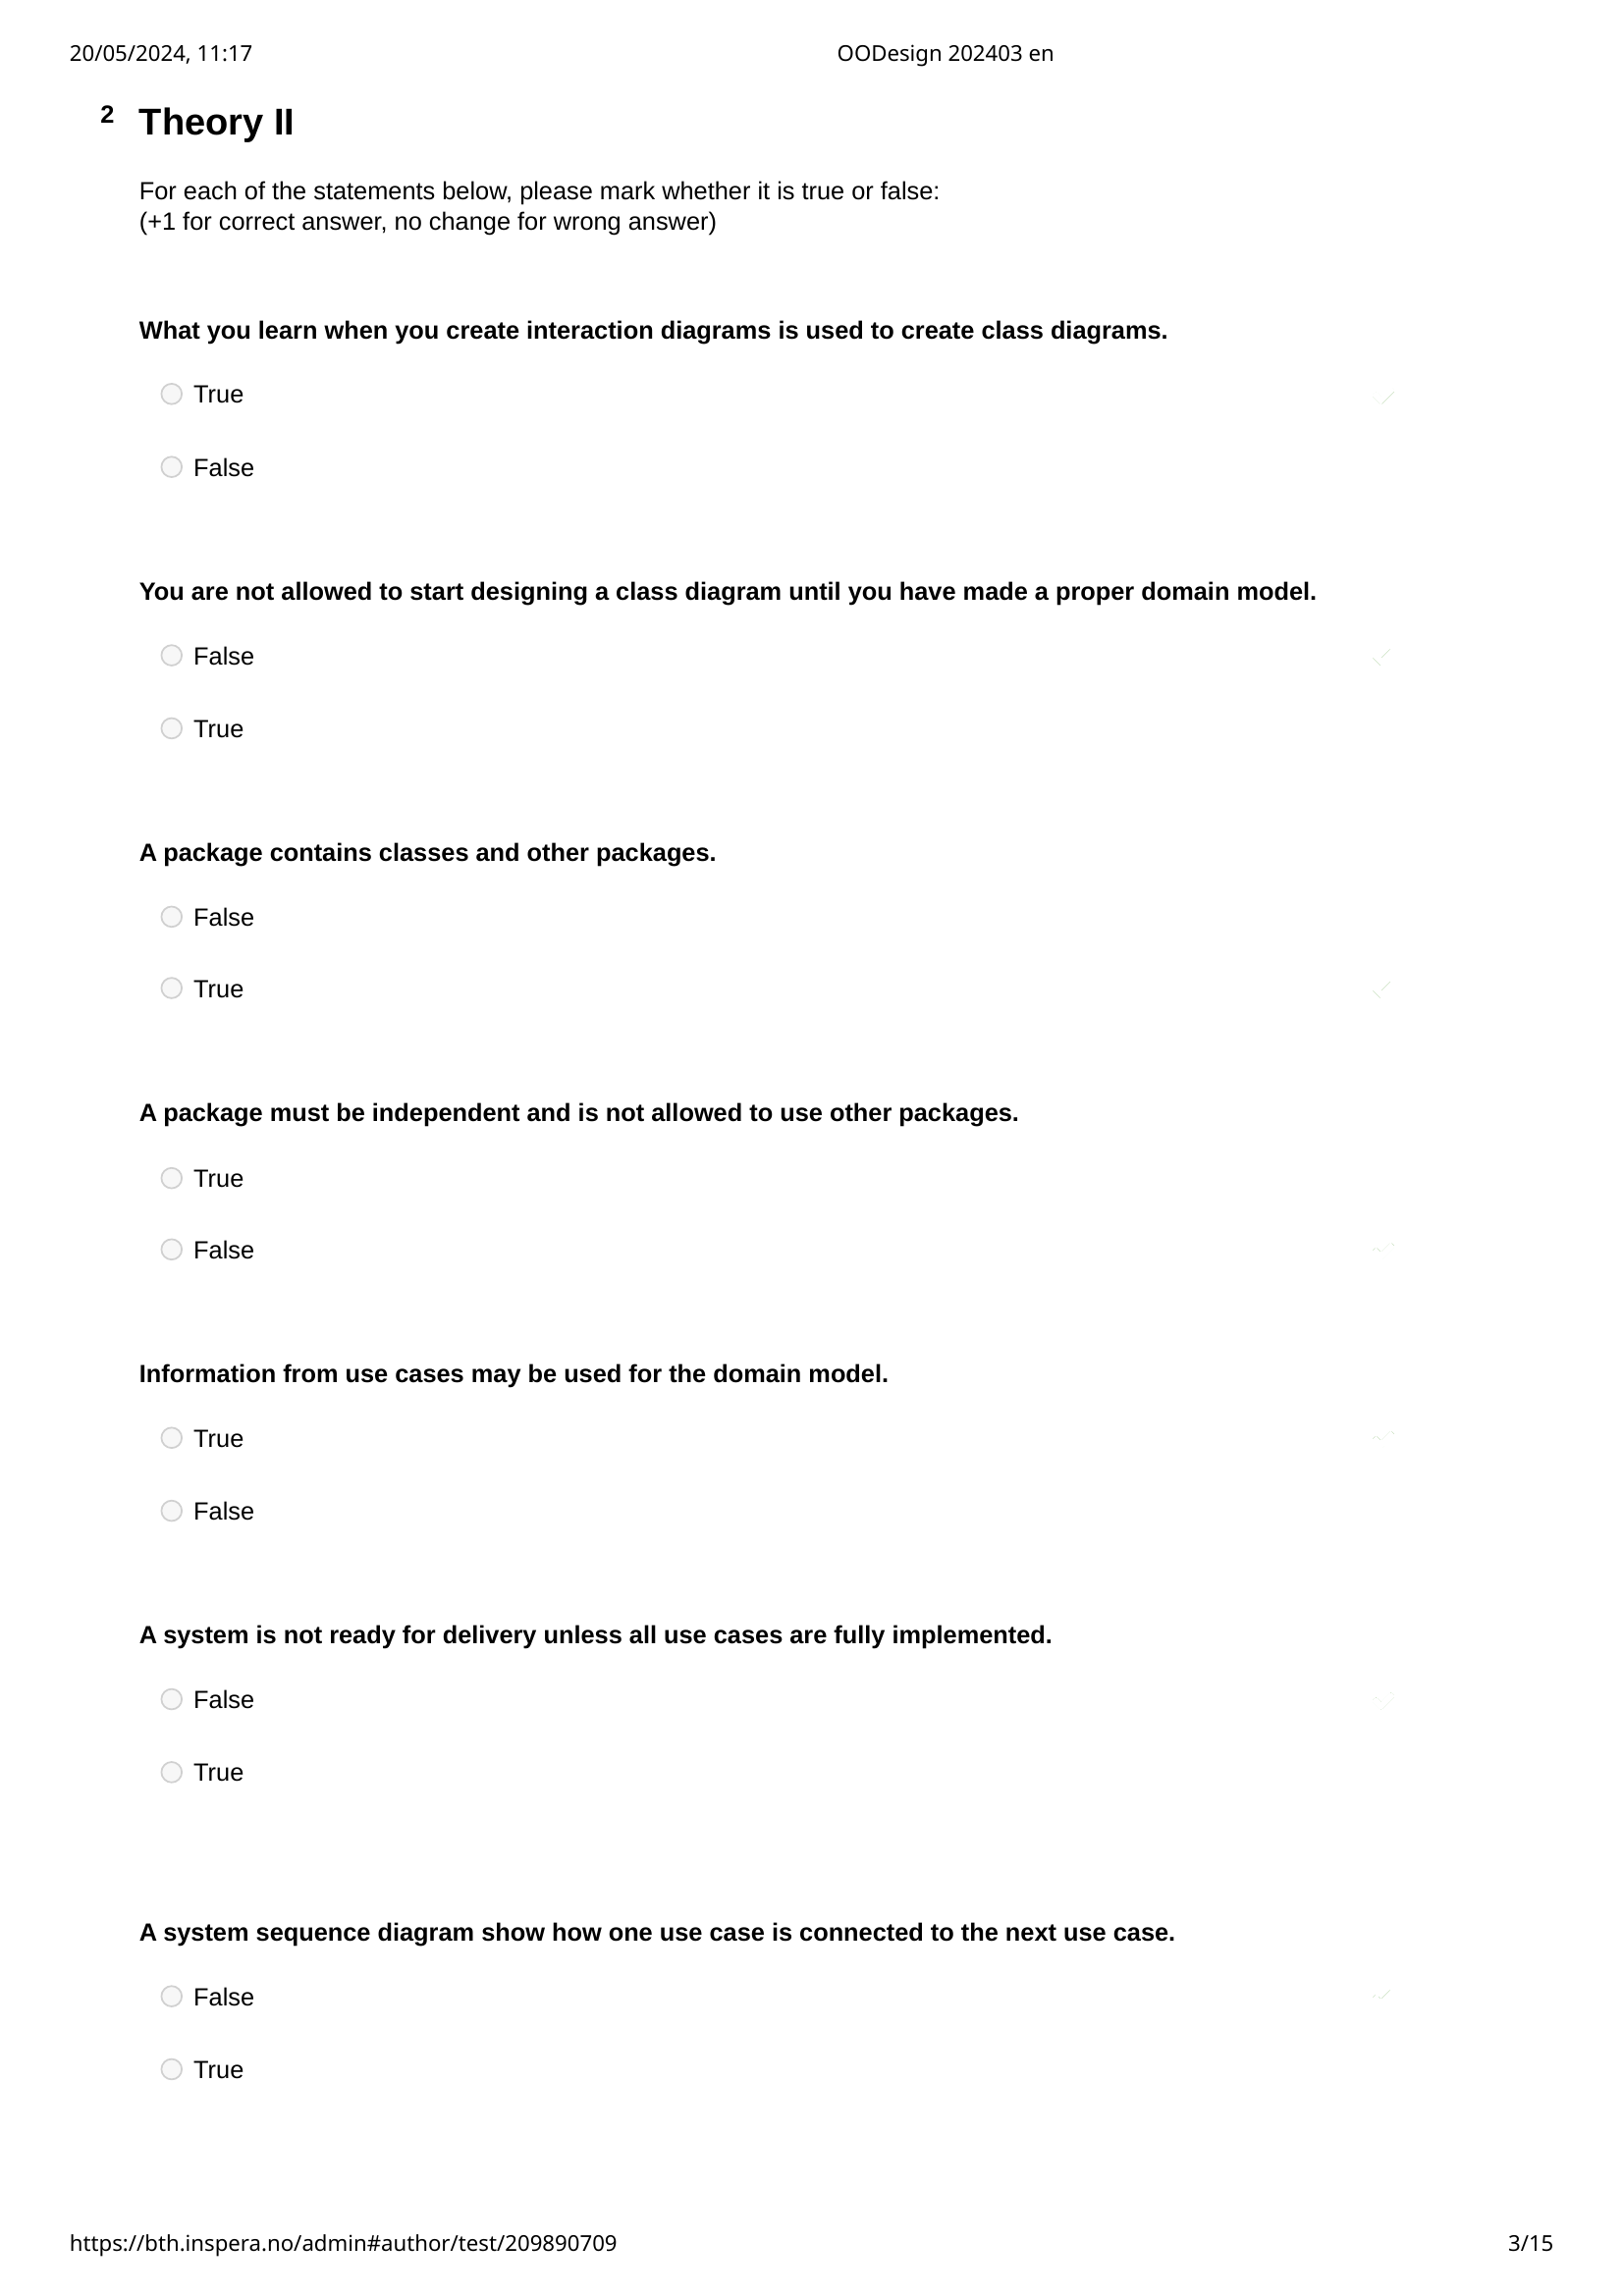 20/05/2024, 11:17
OODesign 202403 en
2
Theory II
For each of the statements below, please mark whether it is true or false:
(+1 for correct answer, no change for wrong answer)
What you learn when you create interaction diagrams is used to create class diagrams.
True
False
You are not allowed to start designing a class diagram until you have made a proper domain model.
False
True
A package contains classes and other packages.
False
True
A package must be independent and is not allowed to use other packages.
True
False
Information from use cases may be used for the domain model.
True
False
A system is not ready for delivery unless all use cases are fully implemented.
False
True
A system sequence diagram show how one use case is connected to the next use case.
False
True
https://bth.inspera.no/admin#author/test/209890709
3/15